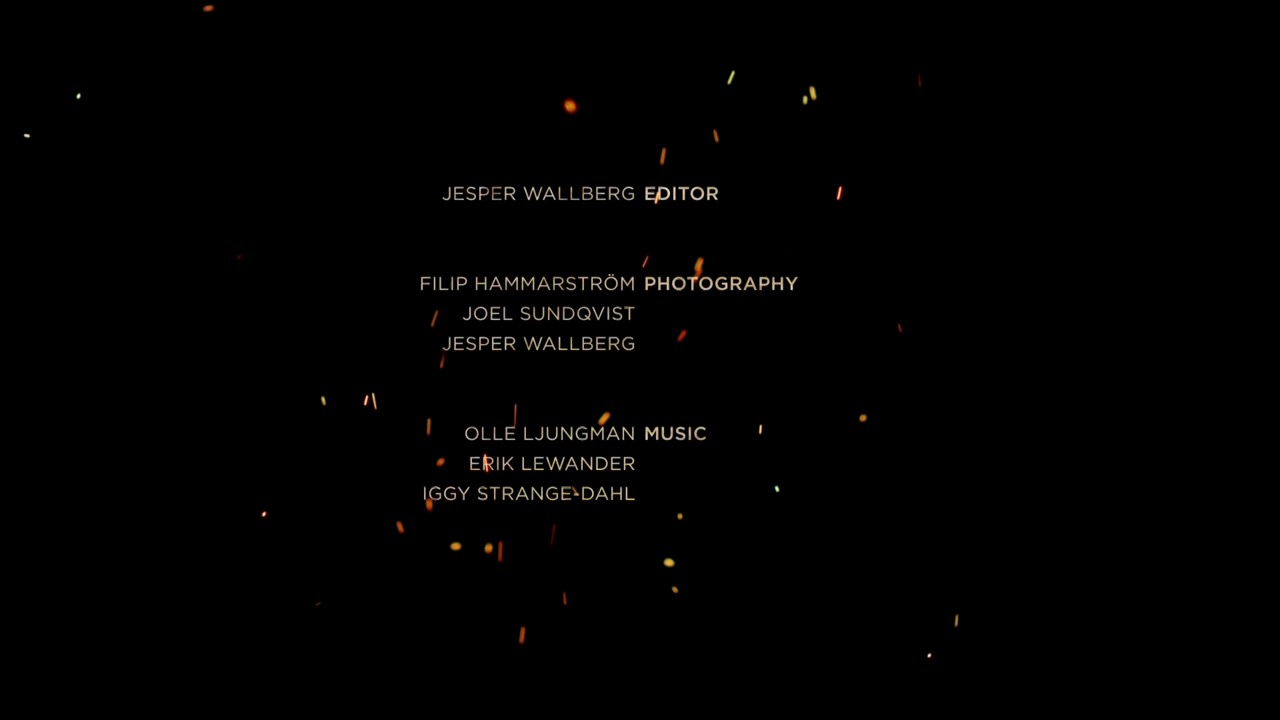 JESPER WALLBERG EDITOR
FILIP HAMMARSTRÖM PHOTOGRAPHY
JOEL SUNDQVIST
JESPER WALLBERG
OLLE LJUNGMAN MUSIC
ERIK LEWANDER
IGGY STRANGE-DAHL